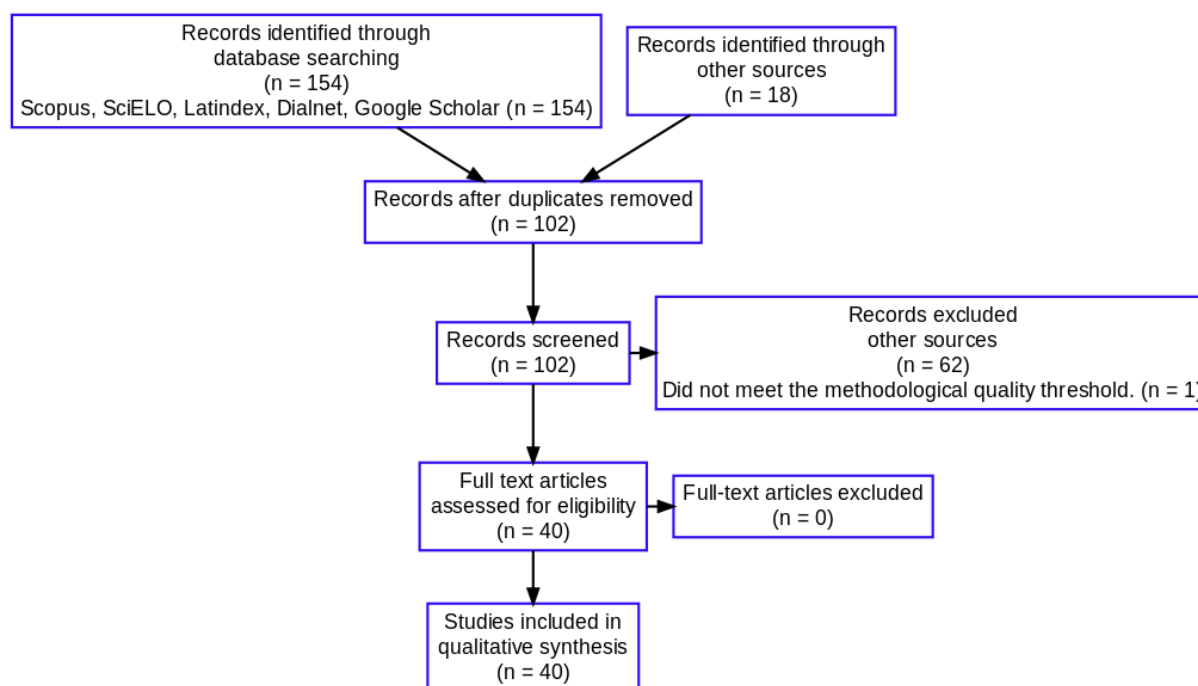 Records identified through
database searching
(n = 154)
Scopus, SciELO, Latindex, Dialnet, Google Scholar (n = 154)
Records identified through
other sources
(n = 18)
Records after duplicates removed
(n = 102)
Records screened
(n = 102)
Records excluded
other sources
(n = 62)
Did not meet the methodological quality threshold. (n = 1)
Full text articles
assessed for eligibility
(n = 40)
Full-text articles excluded
(n = 0)
Studies included in
qualitative synthesis
(n = 40)